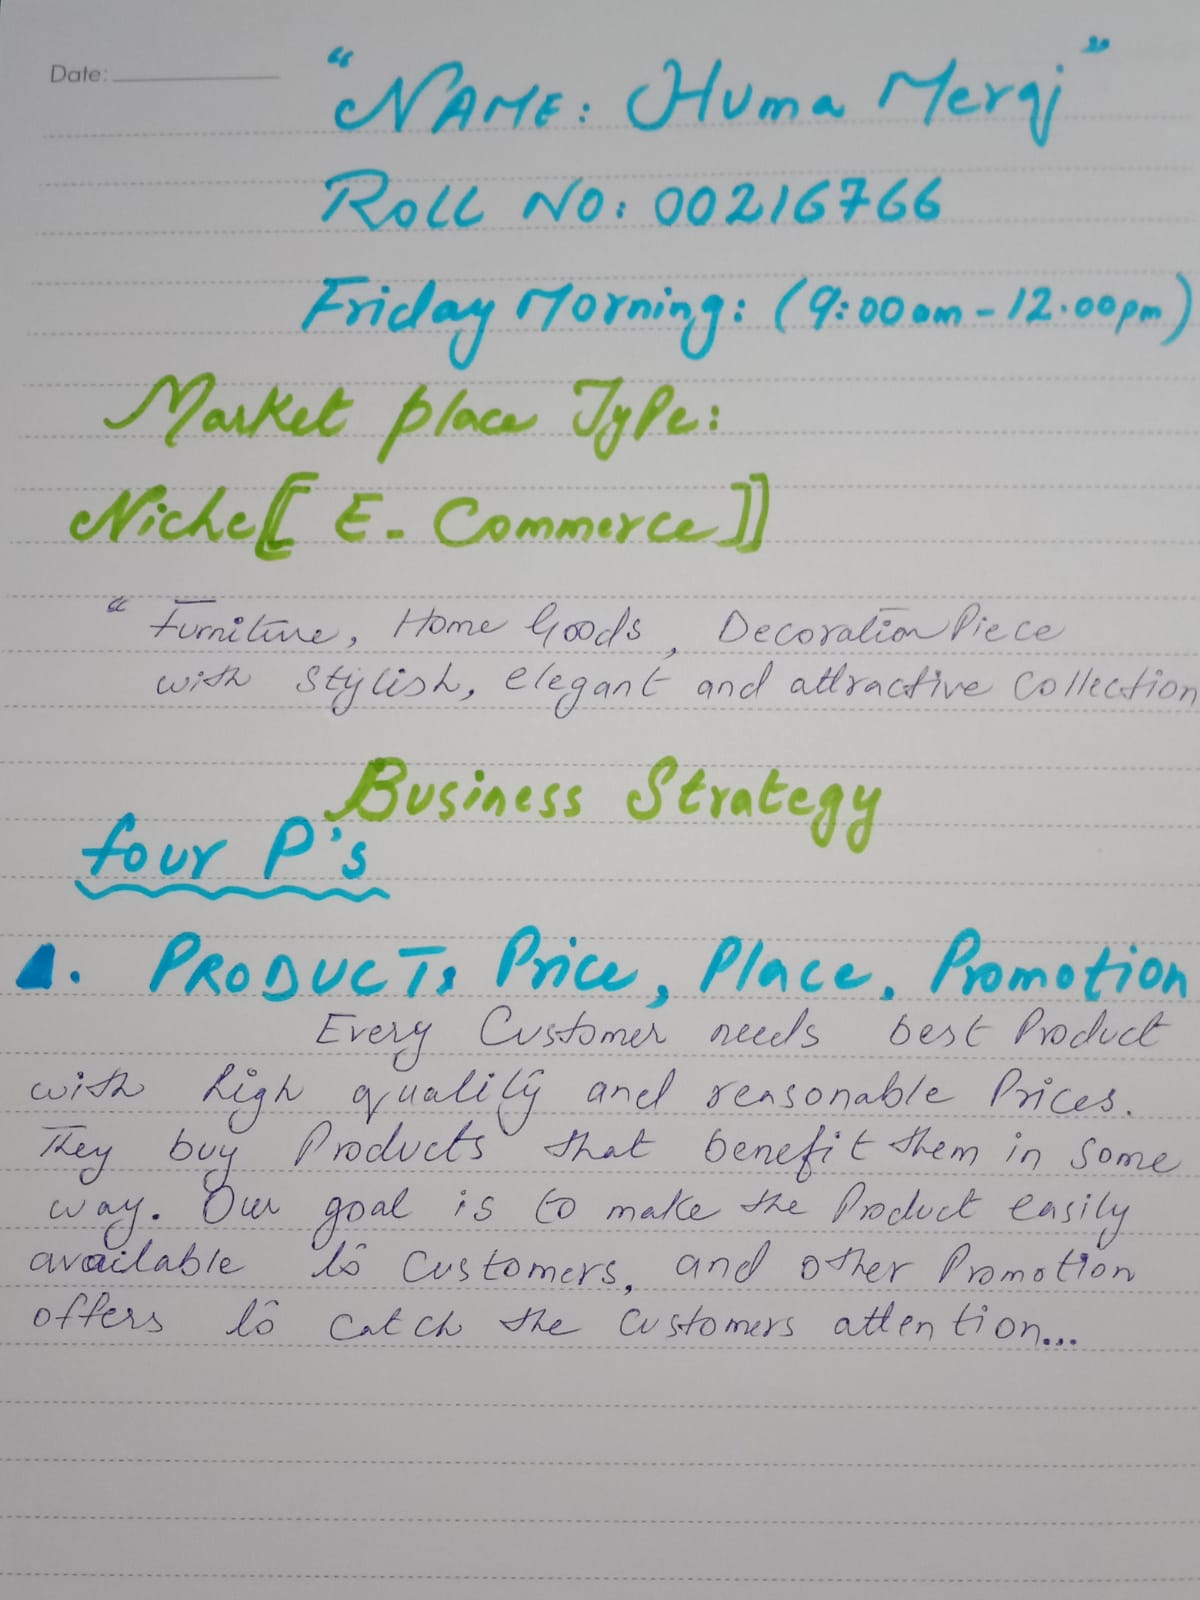 Date:
“NAME: Huma Meraj”
Roll NO: 00216766
Friday Morning: (9:00am - 12.00pm)
Market place Type:
Niche[[ E-Commerce]]
“ Furniture, Home Goods, Decoration Piece
with stylish, elegant and attractive collection
Business Strategy
four P's
1. PRODUCT, Price, Place, Promotion
Every Customer needs best Product
with high quality and reasonable Prices.
They buy Products that benefit them in some
way. Our goal is to make the Product easily
available to customers, and other Promotion
offers to catch the customers attention...